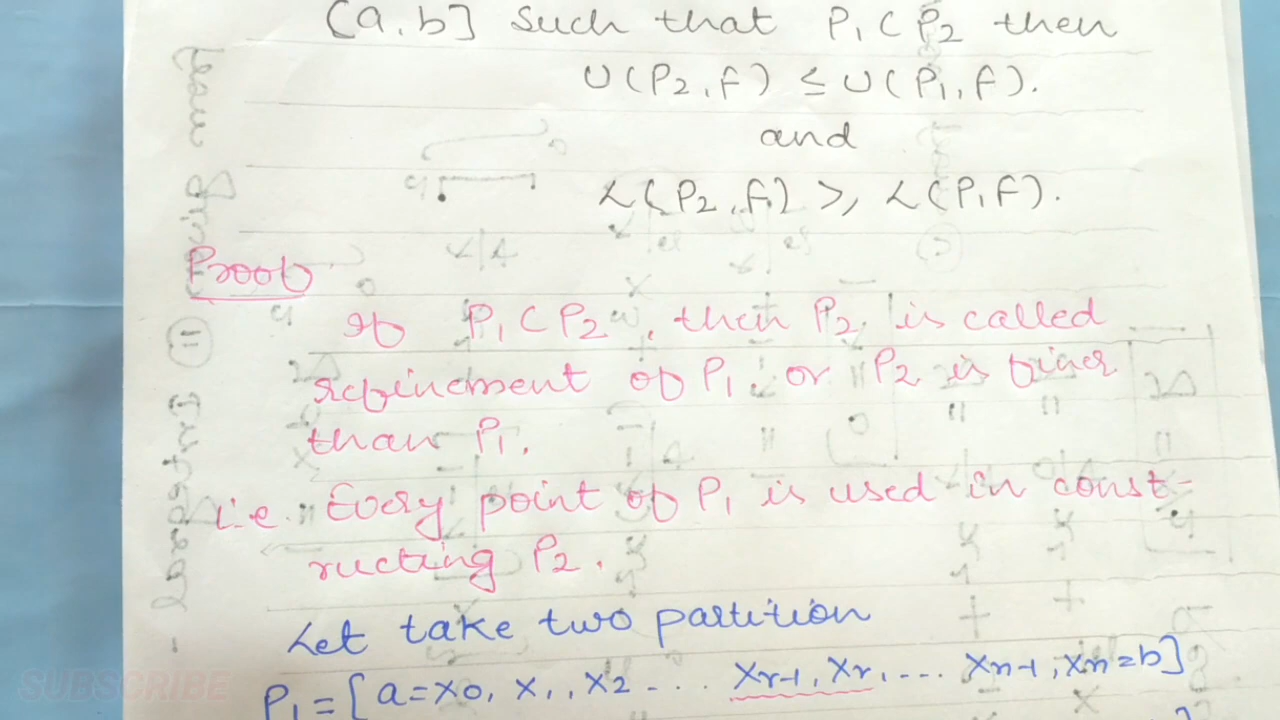 [a,b] such that P₁ ⊂ P₂ then
U(P₂,f) ≤ U(P₁,f).
and
L(P₂,f) ≥ L(P₁f).
Proof
If P₁ ⊂ P₂, then P₂ is called
refinement of P₁. or P₂ is finer
than P₁.
i.e. Every point of P₁ is used in const-
ructing P₂.
Let take two partition
P₁ = [a=x₀, x₁, x₂ - ... xᵣ₋₁, xᵣ, ... xₙ₋₁, xₙ=b]
SUBSCRIBE